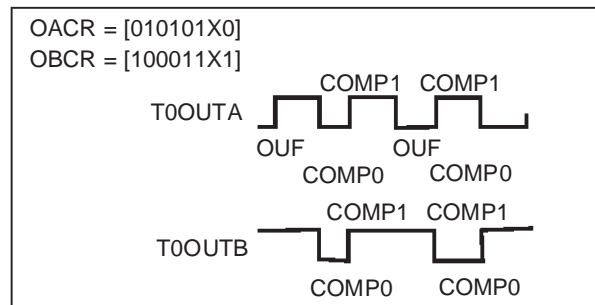 OACR = [010101X0]
OBCR = [100011X1]
COMP1 COMP1
T0OUTA
OUF OUF
COMP0 COMP0
COMP1 COMP1
T0OUTB
COMP0 COMP0